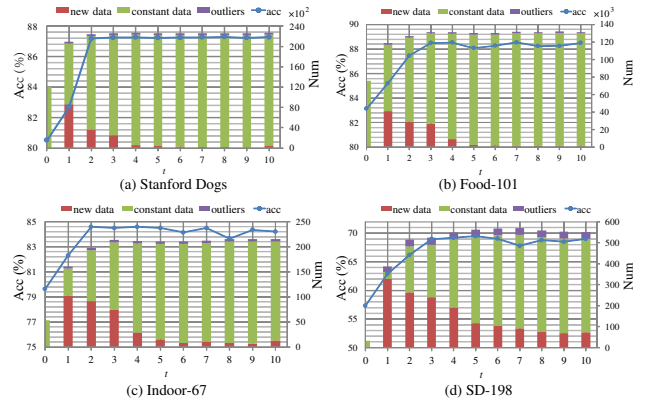 new data constant data outliers acc
×10²
88 86 84 82 80
Acc (%)
240 200 160 120 80 40 0
Num
0 1 2 3 4 5 6 7 8 9 10
t
(a) Stanford Dogs
new data constant data outliers acc
×10³
90 88 86 84 82 80
Acc (%)
120 100 80 60 40 20 0
Num
0 1 2 3 4 5 6 7 8 9 10
t
(b) Food-101
new data constant data outliers acc
85 83 81 79 77 75
Acc (%)
250 200 150 100 50 0
Num
0 1 2 3 4 5 6 7 8 9 10
t
(c) Indoor-67
new data constant data outliers acc
70 65 60 55 50
Acc (%)
600 500 400 300 200 100 0
Num
0 1 2 3 4 5 6 7 8 9 10
t
(d) SD-198